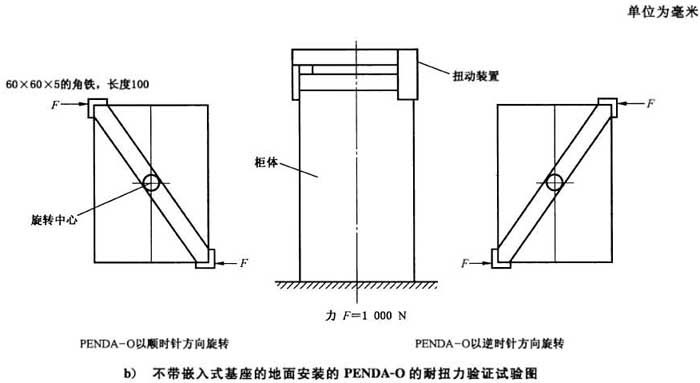 单位为毫米
60×60×5的角铁，长度100
扭动装置
F
F
柜体
旋转中心
F
F
力 F=1 000 N
PENDA-O以顺时针方向旋转
PENDA-O以逆时针方向旋转
b） 不带嵌入式基座的地面安装的 PENDA-O 的耐扭力验证试验图